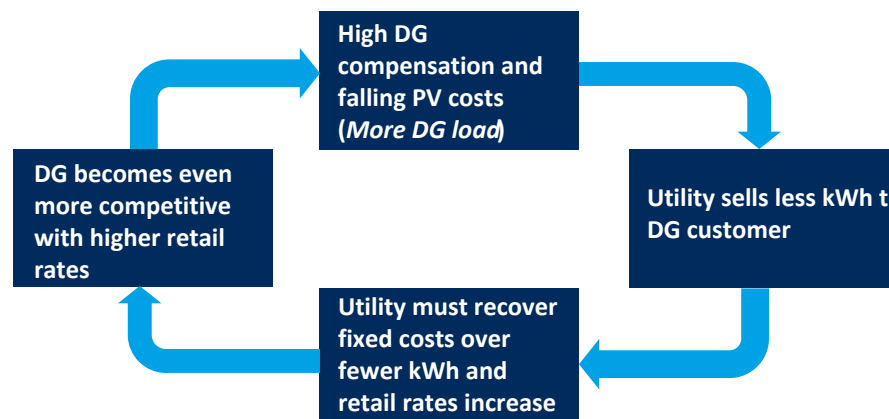 High DG
compensation and
falling PV costs
(More DG load)
DG becomes even
more competitive
with higher retail
rates
Utility sells less kWh t
DG customer
Utility must recover
fixed costs over
fewer kWh and
retail rates increase